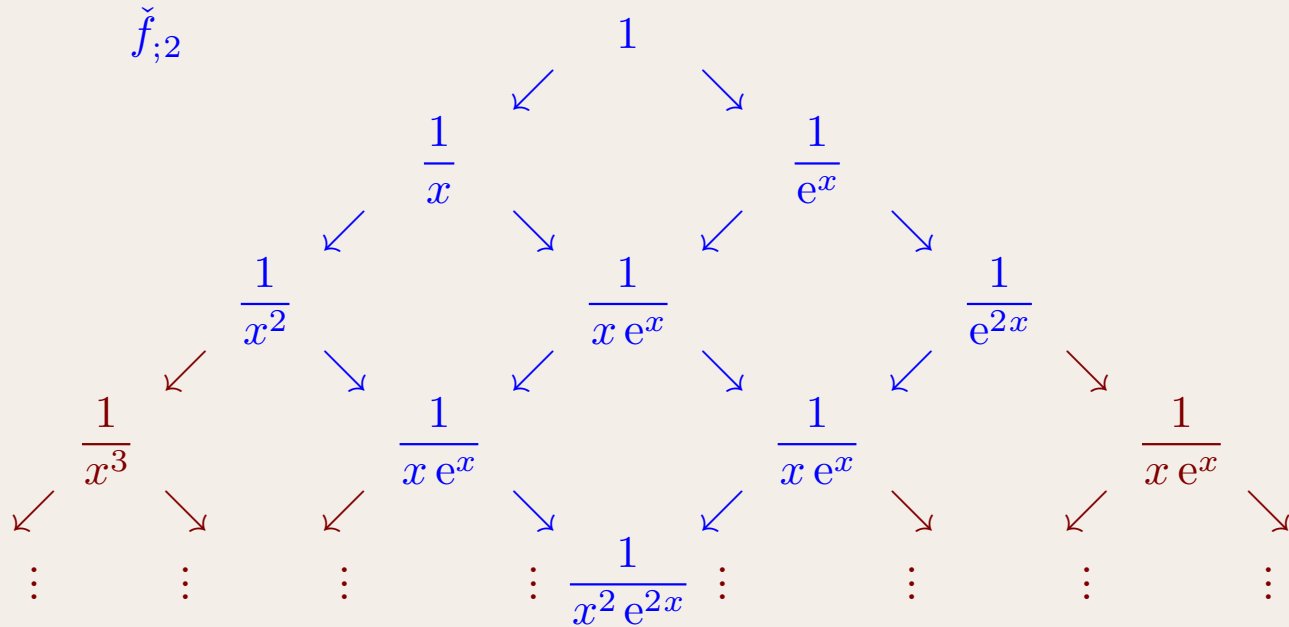 f̌_{;2} 1
1/x 1/e^x
1/x^2 1/(x e^x) 1/e^{2x}
1/x^3 1/(x e^x) 1/(x e^x) 1/(x e^x)
⋮ ⋮ ⋮ ⋮ 1/(x^2 e^{2x}) ⋮ ⋮ ⋮ ⋮